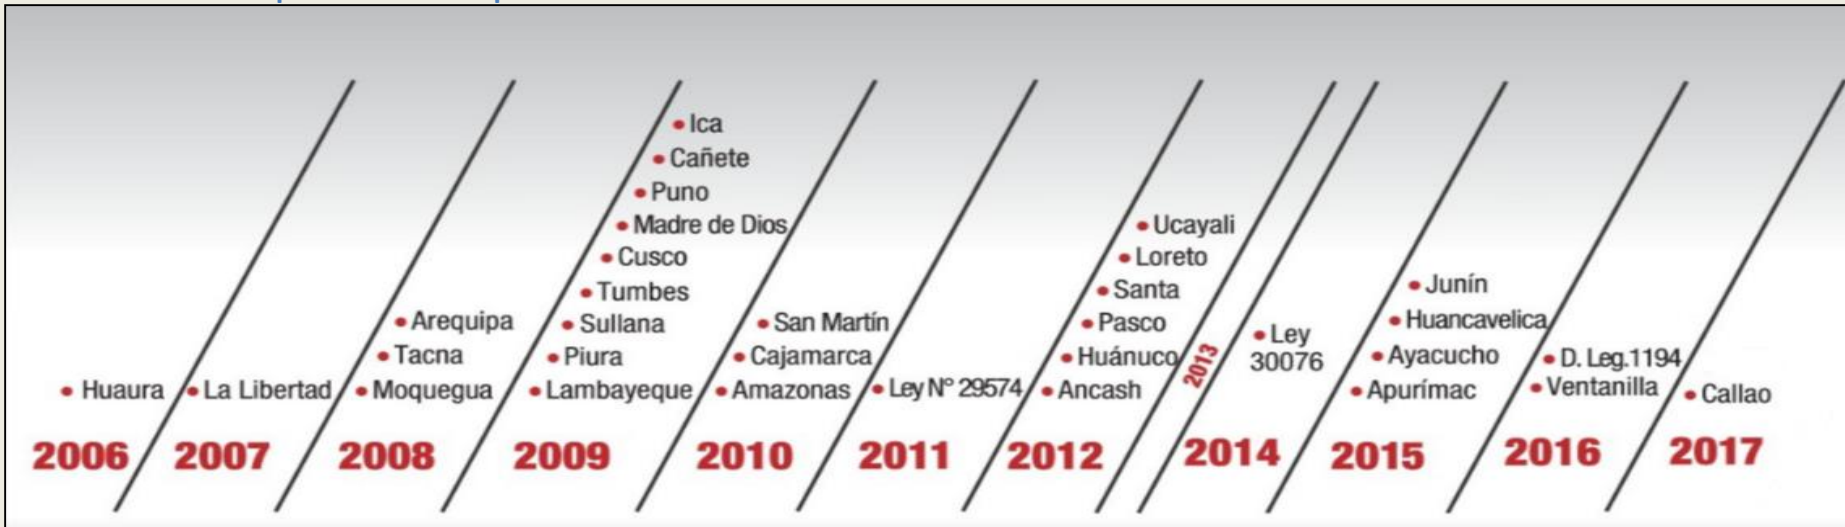 Huaura
2006
La Libertad
2007
Arequipa
Tacna
Moquegua
2008
Ica
Cañete
Puno
Madre de Dios
Cusco
Tumbes
Sullana
Piura
Lambayeque
2009
San Martín
Cajamarca
Amazonas
2010
Ley N° 29574
2011
Ucayali
Loreto
Santa
Pasco
Huánuco
Ancash
2012
2013
Ley
30076
2014
Junín
Huancavelica
Ayacucho
Apurímac
2015
D. Leg.1194
Ventanilla
2016
Callao
2017